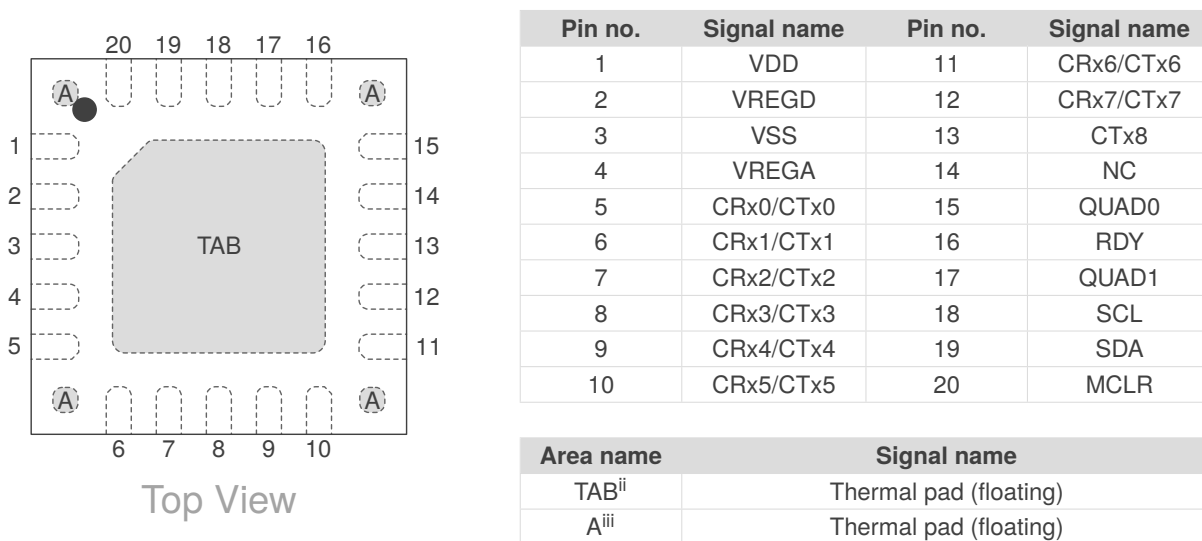 20 19 18 17 16
A A
1 15
2 14
3 TAB 13
4 12
5 11
A A
6 7 8 9 10
Top View
Pin no. Signal name Pin no. Signal name
1 VDD 11 CRx6/CTx6
2 VREGD 12 CRx7/CTx7
3 VSS 13 CTx8
4 VREGA 14 NC
5 CRx0/CTx0 15 QUAD0
6 CRx1/CTx1 16 RDY
7 CRx2/CTx2 17 QUAD1
8 CRx3/CTx3 18 SCL
9 CRx4/CTx4 19 SDA
10 CRx5/CTx5 20 MCLR
Area name Signal name
TABii Thermal pad (floating)
Aiii Thermal pad (floating)